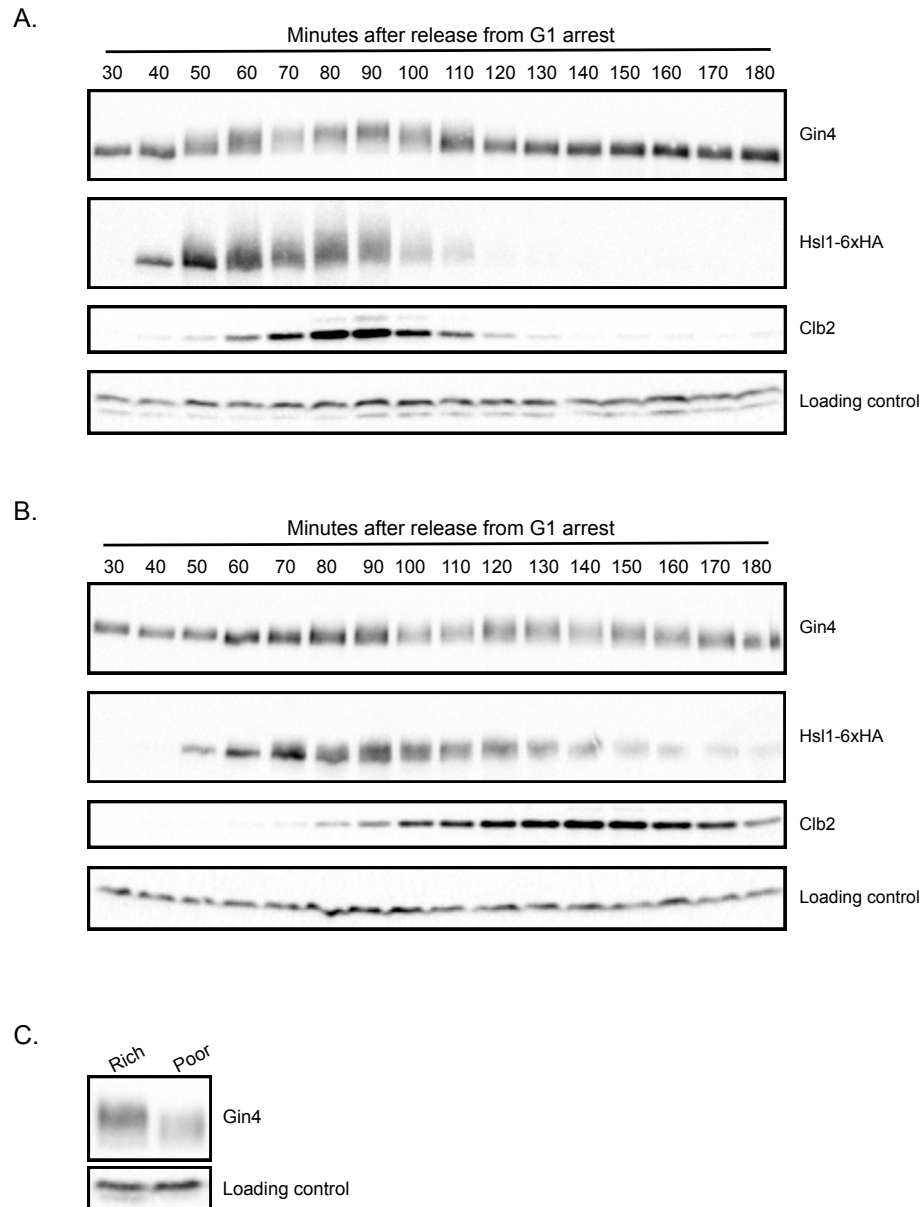 A.
Minutes after release from G1 arrest
30 40 50 60 70 80 90 100 110 120 130 140 150 160 170 180
Gin4
Hsl1-6xHA
Clb2
Loading control
B.
Minutes after release from G1 arrest
30 40 50 60 70 80 90 100 110 120 130 140 150 160 170 180
Gin4
Hsl1-6xHA
Clb2
Loading control
C.
Rich Poor
Gin4
Loading control